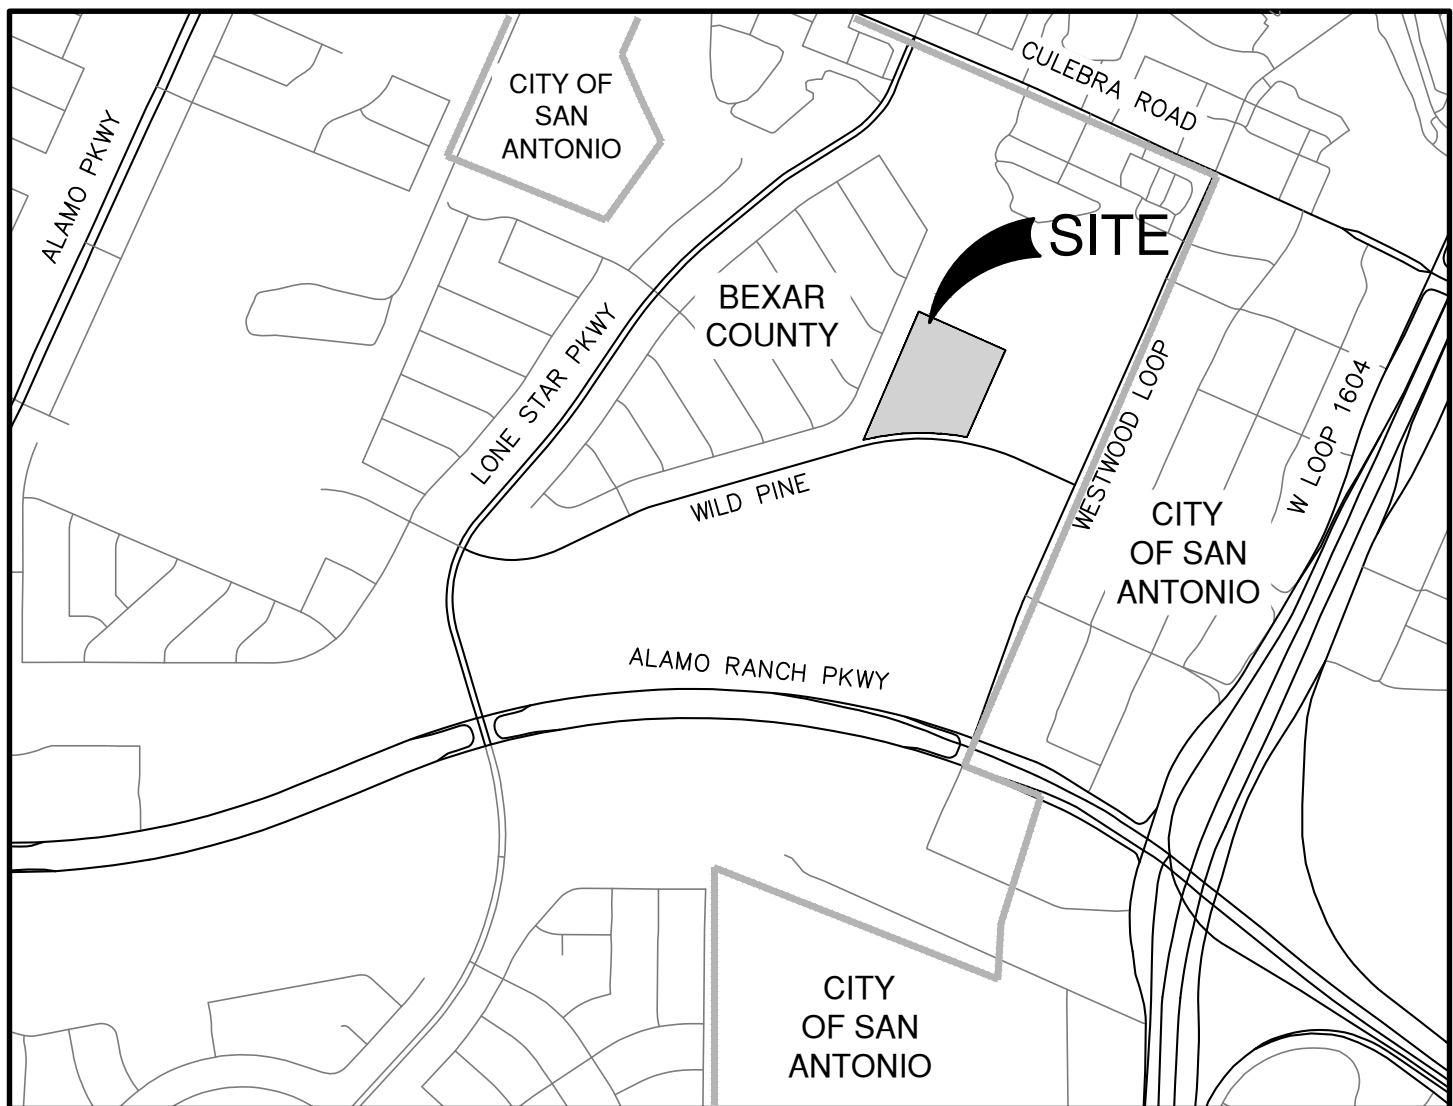 CULEBRA ROAD
CITY OF
SAN
ANTONIO
ALAMO PKWY
SITE
BEXAR
COUNTY
LONE STAR PKWY
WESTWOOD LOOP
W LOOP 1604
WILD PINE
CITY
OF SAN
ANTONIO
ALAMO RANCH PKWY
CITY
OF SAN
ANTONIO